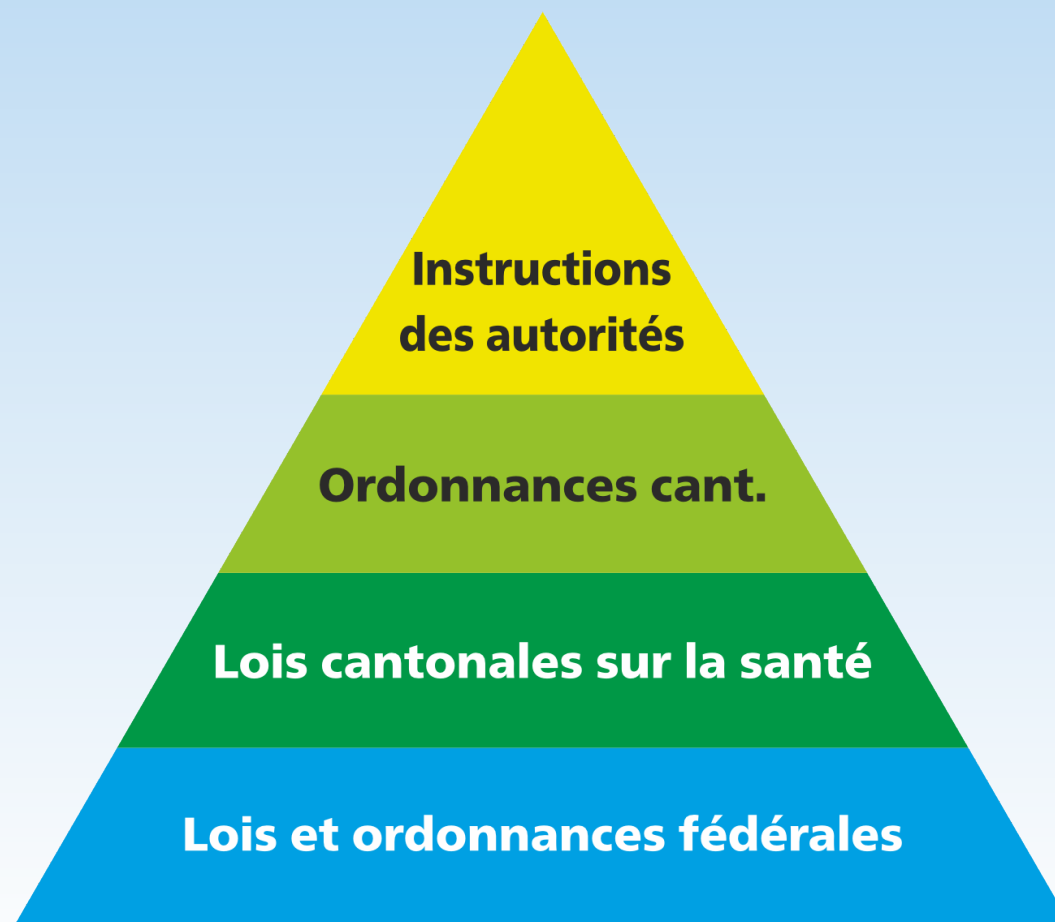 Instructions
des autorités
Ordonnances cant.
Lois cantonales sur la santé
Lois et ordonnances fédérales